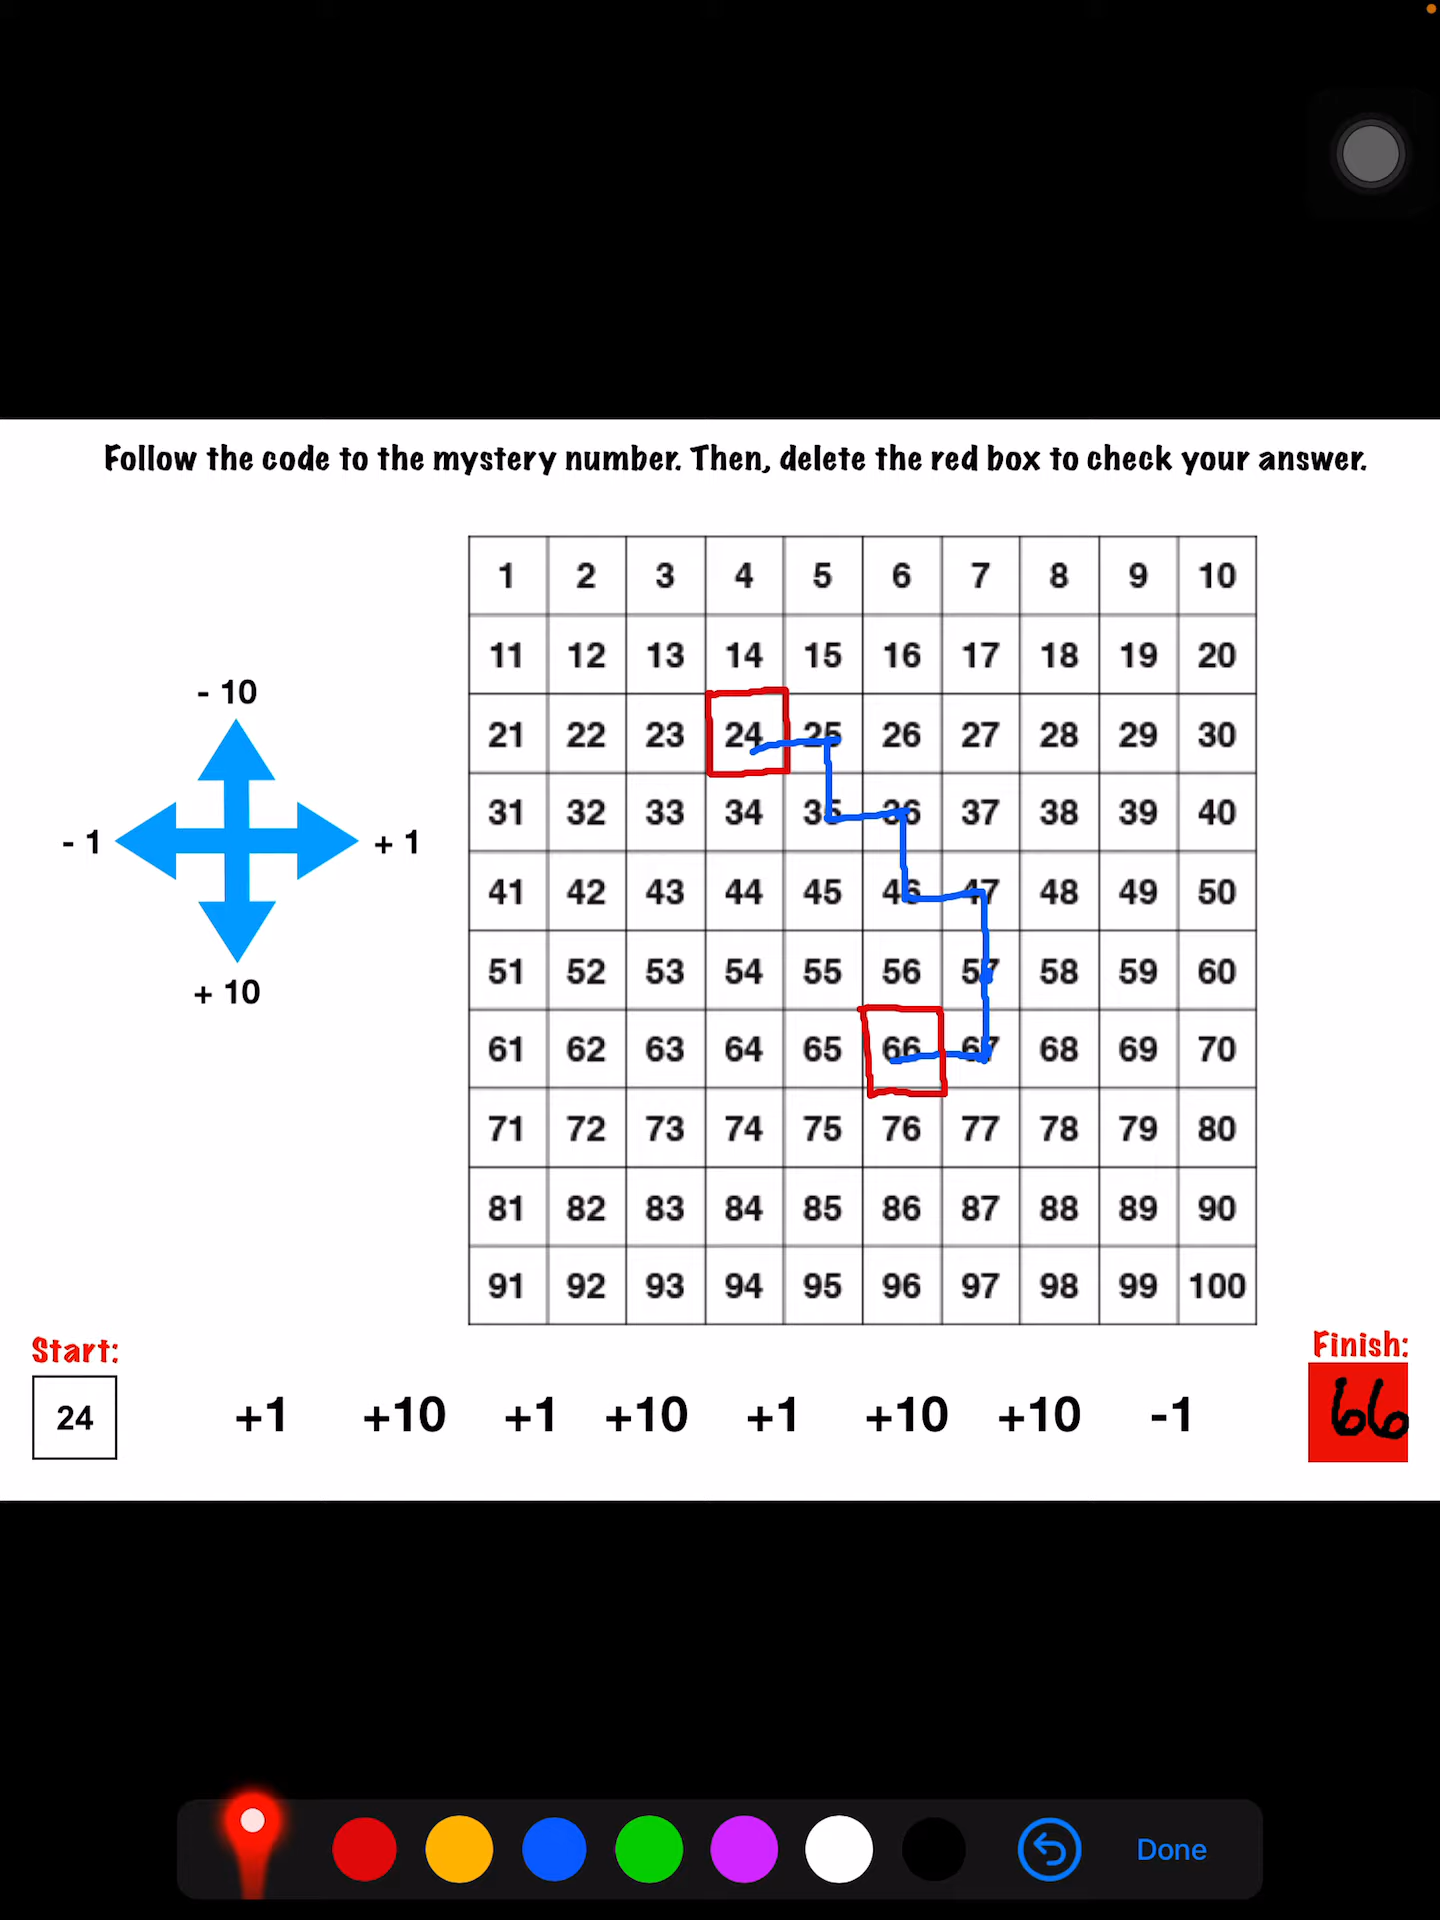 Follow the code to the mystery number. Then, delete the red box to check your answer.
1 2 3 4 5 6 7 8 9 10
11 12 13 14 15 16 17 18 19 20
- 10
21 22 23 24 25 26 27 28 29 30
31 32 33 34 35 36 37 38 39 40
- 1 + 1
41 42 43 44 45 46 47 48 49 50
51 52 53 54 55 56 57 58 59 60
+ 10
61 62 63 64 65 66 67 68 69 70
71 72 73 74 75 76 77 78 79 80
81 82 83 84 85 86 87 88 89 90
91 92 93 94 95 96 97 98 99 100
Start: Finish:
24 +1 +10 +1 +10 +1 +10 +10 -1 66
Done